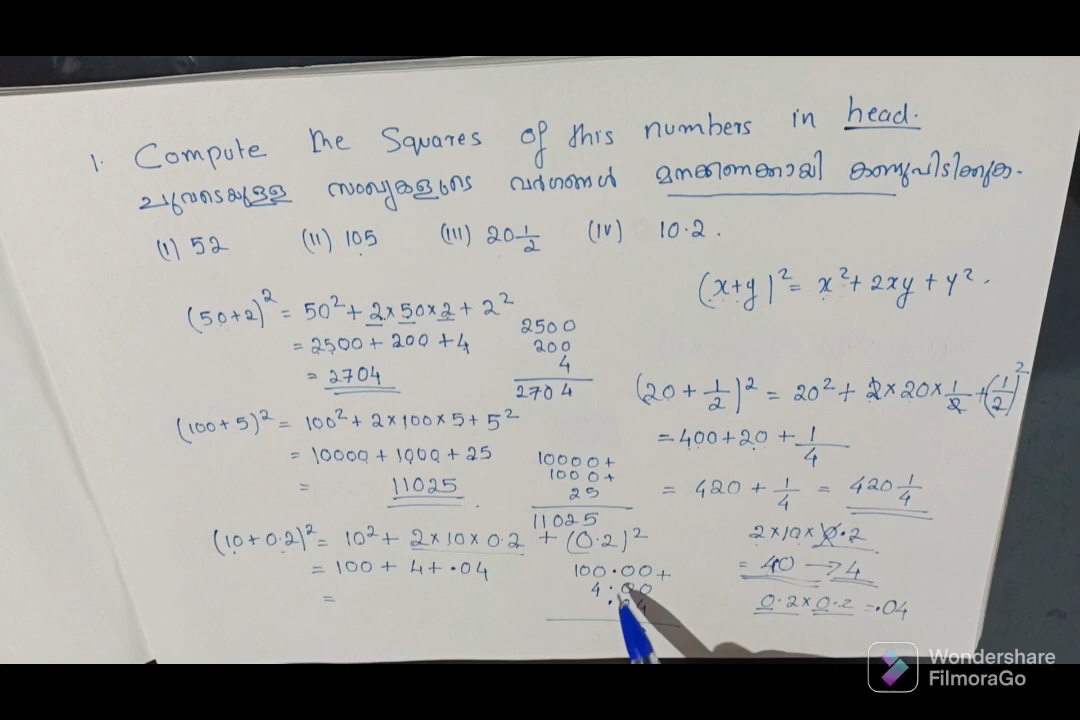 1. Compute the Squares of this numbers in head.
ചുവടെയുള്ള സംഖ്യകളുടെ വർഗങ്ങൾ മനക്കണക്കായി കണ്ടുപിടിക്കുക.
(I) 52 (II) 105 (III) 20 1/2 (IV) 10.2.
(x+y)² = x² + 2xy + y².
(50+2)² = 50² + 2×50×2 + 2²
= 2500 + 200 + 4
= 2704
2500
200
4
2704
(100+5)² = 100² + 2×100×5 + 5²
= 10000 + 1000 + 25
= 11025
10000+
1000+
25
11025
(20 + 1/2)² = 20² + 2×20×1/2 + (1/2)²
= 400+20 + 1/4
= 420 + 1/4 = 420 1/4
(10+0.2)² = 10² + 2×10×0.2 + (0.2)²
= 100 + 4 + .04
=
100.00+
4.00
.04
2×10×0.2
= 40 → 4
0.2×0.2 = .04
Wondershare
FilmoraGo